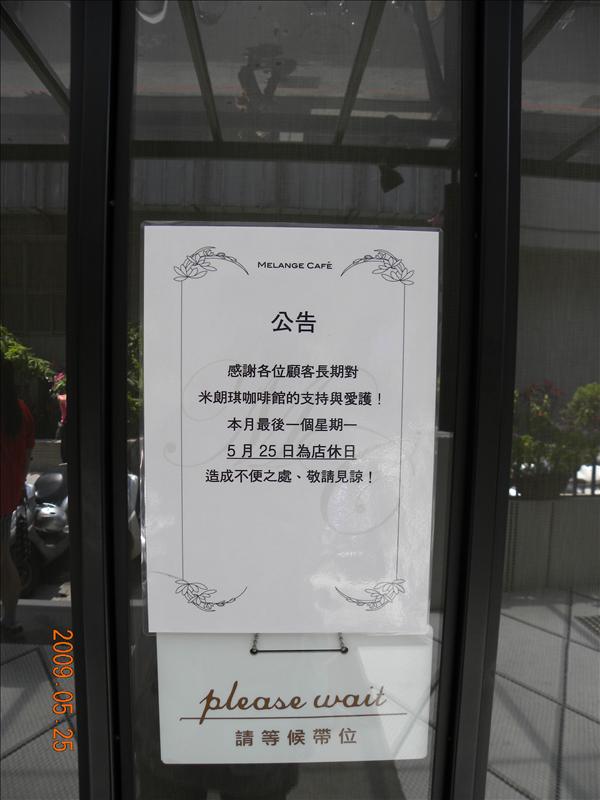 MELANGE CAFÉ
公告
感謝各位顧客長期對
米朗琪咖啡館的支持與愛護！
本月最後一個星期一
5 月 25 日為店休日
造成不便之處、敬請見諒！
please wait
請等候帶位
2009.05.25